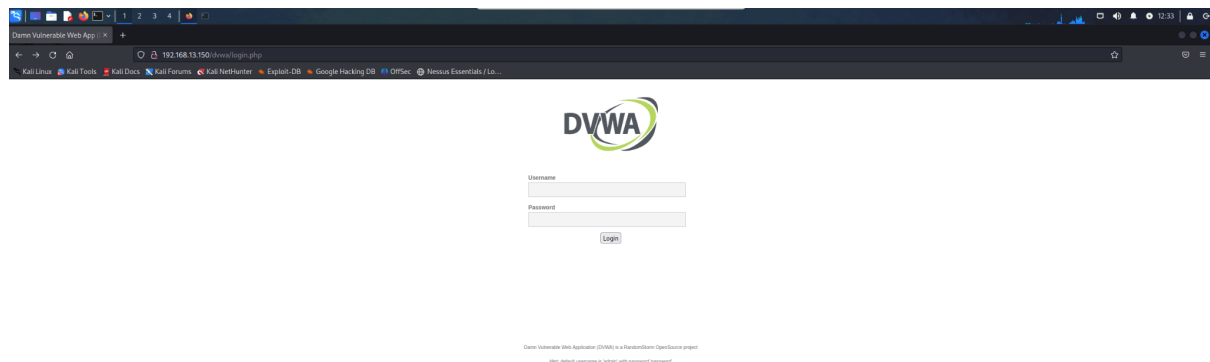 1 2 3 4
12:33
Damn Vulnerable Web App (
192.168.13.150/dvwa/login.php
Kali Linux Kali Tools Kali Docs Kali Forums Kali NetHunter Exploit-DB Google Hacking DB OffSec Nessus Essentials / Lo...
DVWA
Username
Password
Login
Damn Vulnerable Web Application (DVWA) is a RandomStorm OpenSource project
Hint: default username is 'admin' with password 'password'